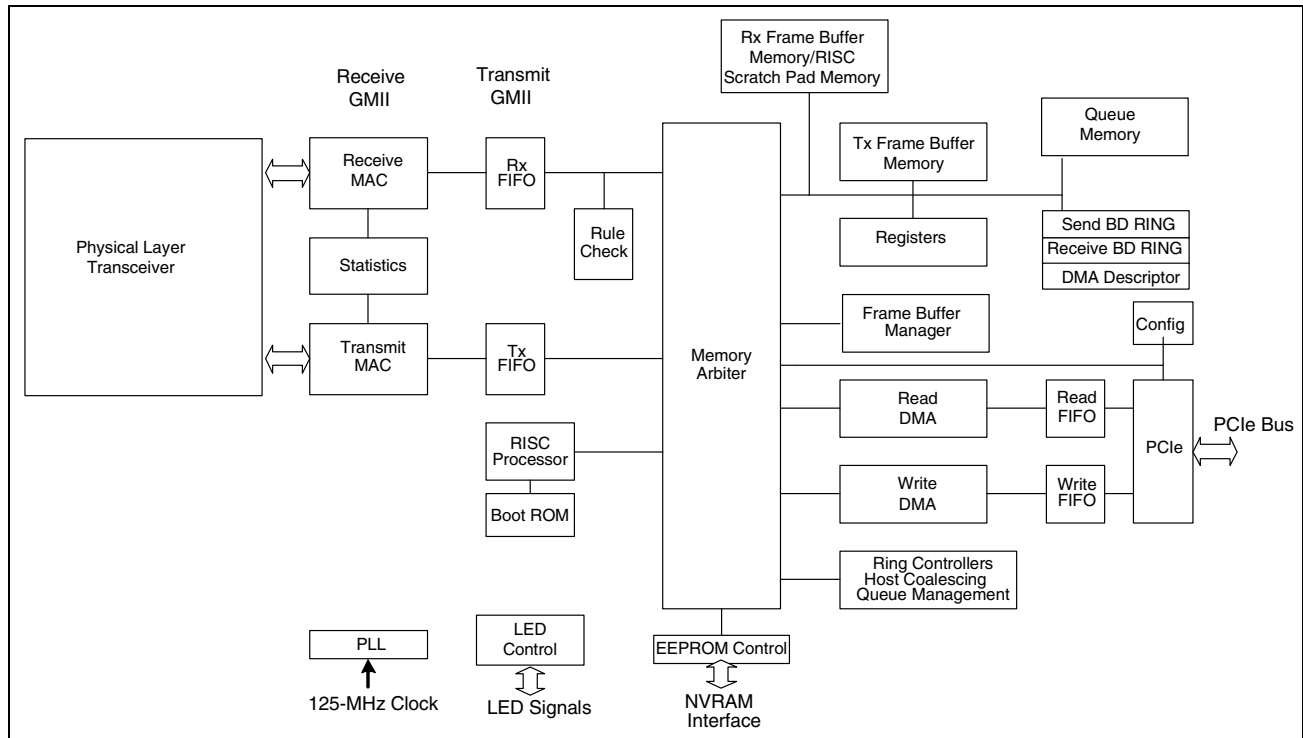 Rx Frame Buffer
Memory/RISC
Scratch Pad Memory
Receive
GMII
Transmit
GMII
Queue
Memory
Tx Frame Buffer
Memory
Receive
MAC
Rx
FIFO
Rule
Check
Registers
Send BD RING
Receive BD RING
DMA Descriptor
Physical Layer
Transceiver
Statistics
Frame Buffer
Manager
Config
Transmit
MAC
Tx
FIFO
Memory
Arbiter
Read
DMA
Read
FIFO
PCIe
PCIe Bus
RISC
Processor
Boot ROM
Write
DMA
Write
FIFO
Ring Controllers
Host Coalescing
Queue Management
PLL
125-MHz Clock
LED
Control
LED Signals
EEPROM Control
NVRAM
Interface